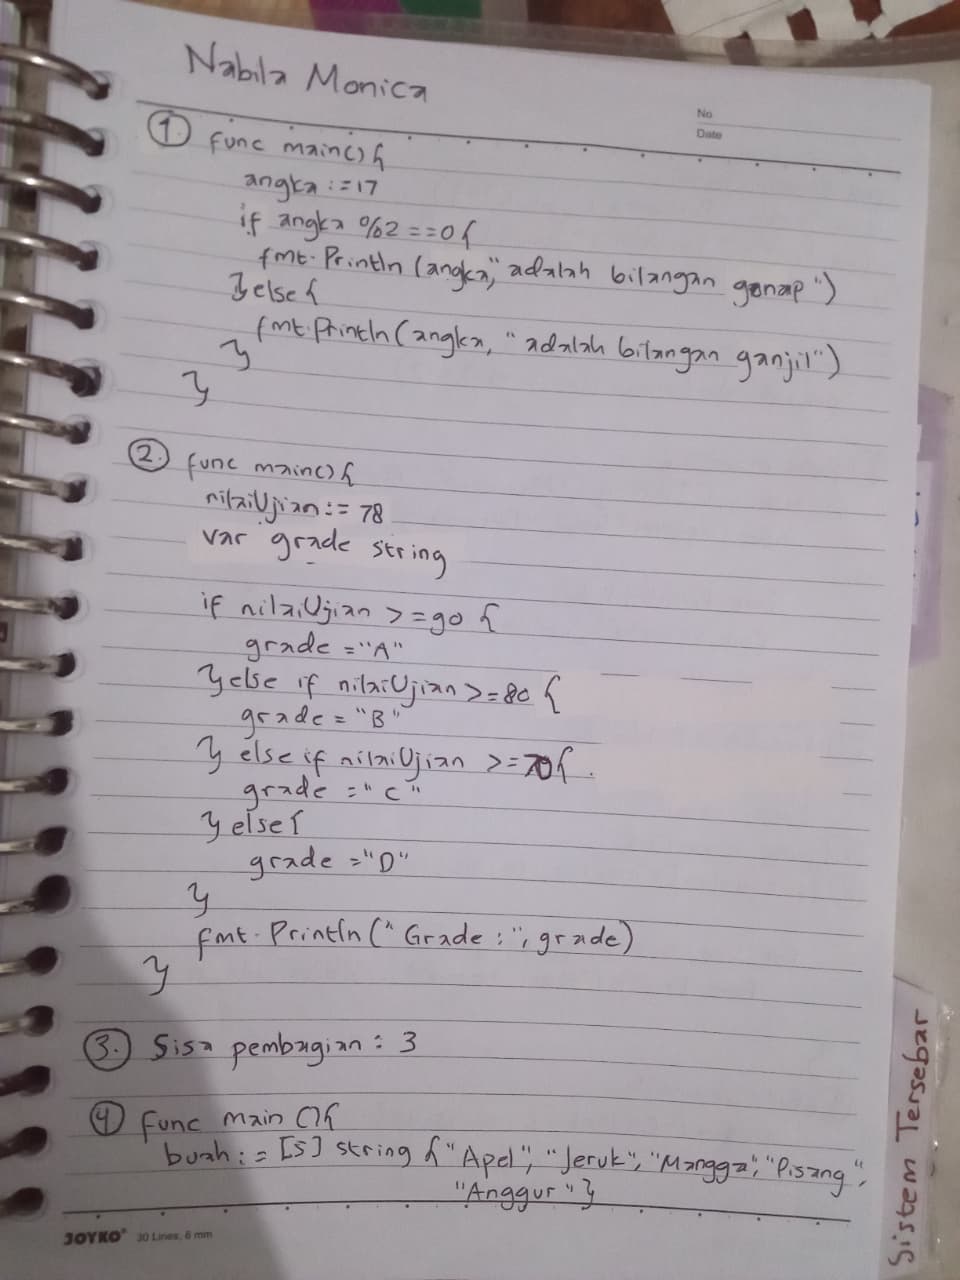 Nabila Monica
No
Date
1. func main(){
angka :=17
if angka %2 ==0{
fmt.Println (angka," adalah bilangan genap")
}else{
fmt.Println(angka, "adalah bilangan ganjil")
}
}
2. func main(){
nilaiUjian := 78
var grade string
if nilaiUjian >=90 {
grade ="A"
} else if nilaiUjian >=80 {
grade = "B"
} else if nilaiUjian >=70{
grade ="C"
} else{
grade ="D"
}
fmt.Println("Grade :", grade)
}
3. Sisa pembagian : 3
4 func main (){
buah := [5] string {"Apel", "Jeruk", "Mangga", "Pisang",
"Anggur"}
JOYKO 30 Lines, 6 mm
Sistem Tersebar